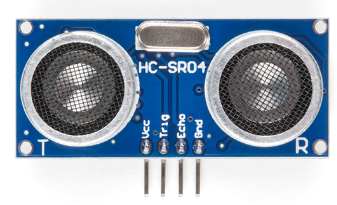 HC-SR04
Vcc
Trig
Echo
Gnd
T
R